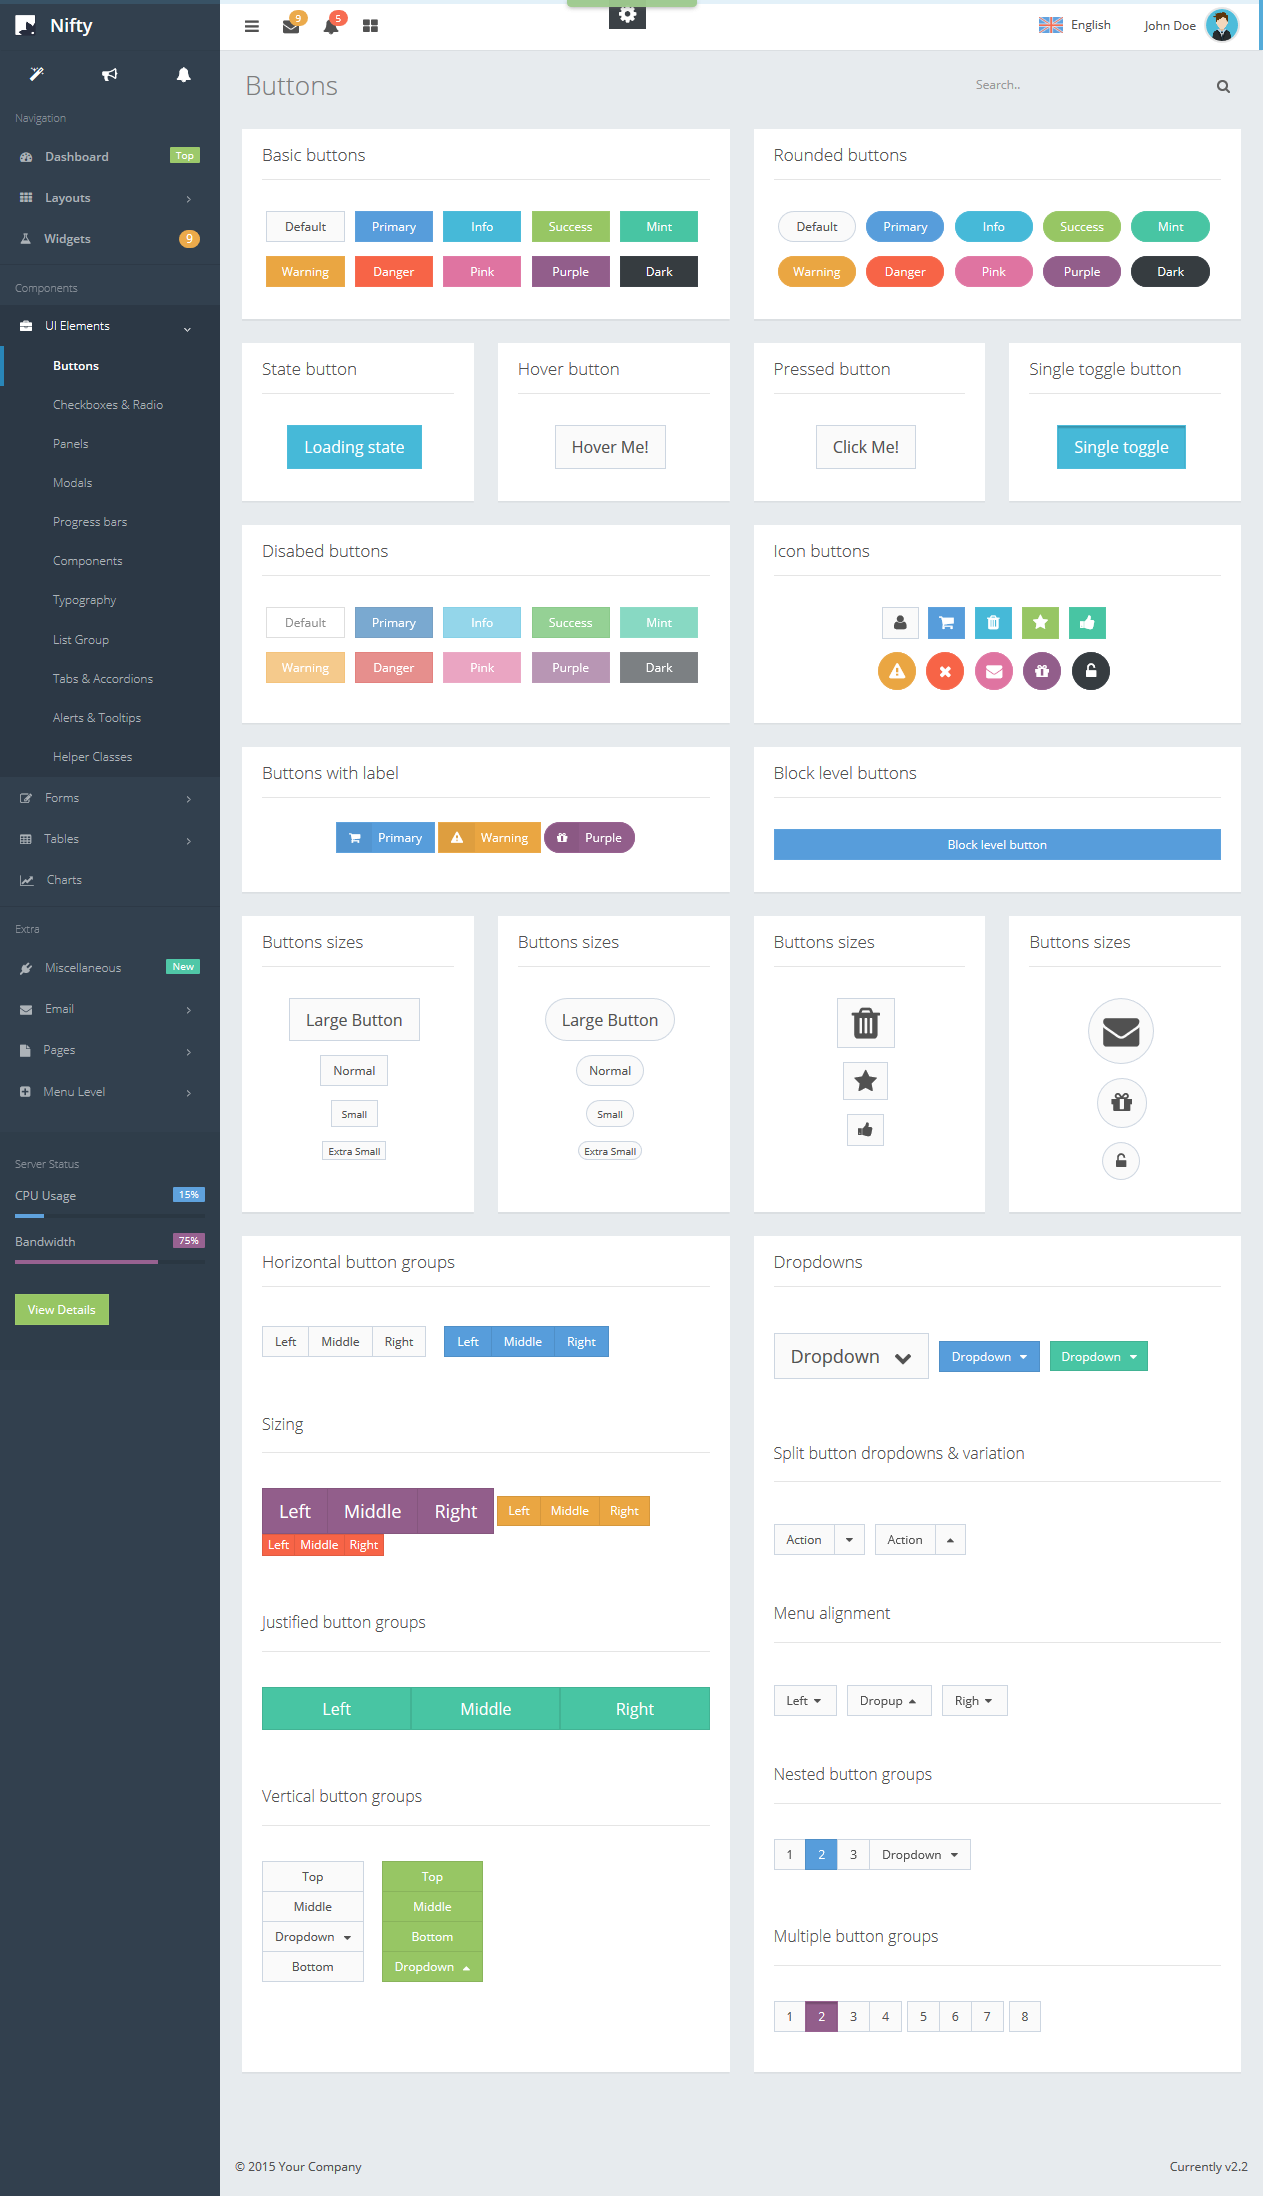 Nifty
9
5
English
John Doe
Navigation
Dashboard
Top
Layouts
Widgets
9
Components
UI Elements
Buttons
Checkboxes & Radio
Panels
Modals
Progress bars
Components
Typography
List Group
Tabs & Accordions
Alerts & Tooltips
Helper Classes
Forms
Tables
Charts
Extra
Miscellaneous
New
Email
Pages
Menu Level
Server Status
CPU Usage
15%
Bandwidth
75%
View Details
Buttons
Search..
Basic buttons
Default Primary Info Success Mint
Warning Danger Pink Purple Dark
Rounded buttons
Default Primary Info Success Mint
Warning Danger Pink Purple Dark
State button
Loading state
Hover button
Hover Me!
Pressed button
Click Me!
Single toggle button
Single toggle
Disabed buttons
Default Primary Info Success Mint
Warning Danger Pink Purple Dark
Icon buttons
Buttons with label
Primary Warning Purple
Block level buttons
Block level button
Buttons sizes
Large Button
Normal
Small
Extra Small
Buttons sizes
Large Button
Normal
Small
Extra Small
Buttons sizes
Buttons sizes
Horizontal button groups
Left Middle Right Left Middle Right
Sizing
Left Middle Right Left Middle Right
Left Middle Right
Justified button groups
Left Middle Right
Vertical button groups
Top
Middle
Dropdown
Bottom
Top
Middle
Bottom
Dropdown
Dropdowns
Dropdown Dropdown Dropdown
Split button dropdowns & variation
Action Action
Menu alignment
Left Dropup Righ
Nested button groups
1 2 3 Dropdown
Multiple button groups
1 2 3 4 5 6 7 8
© 2015 Your Company
Currently v2.2